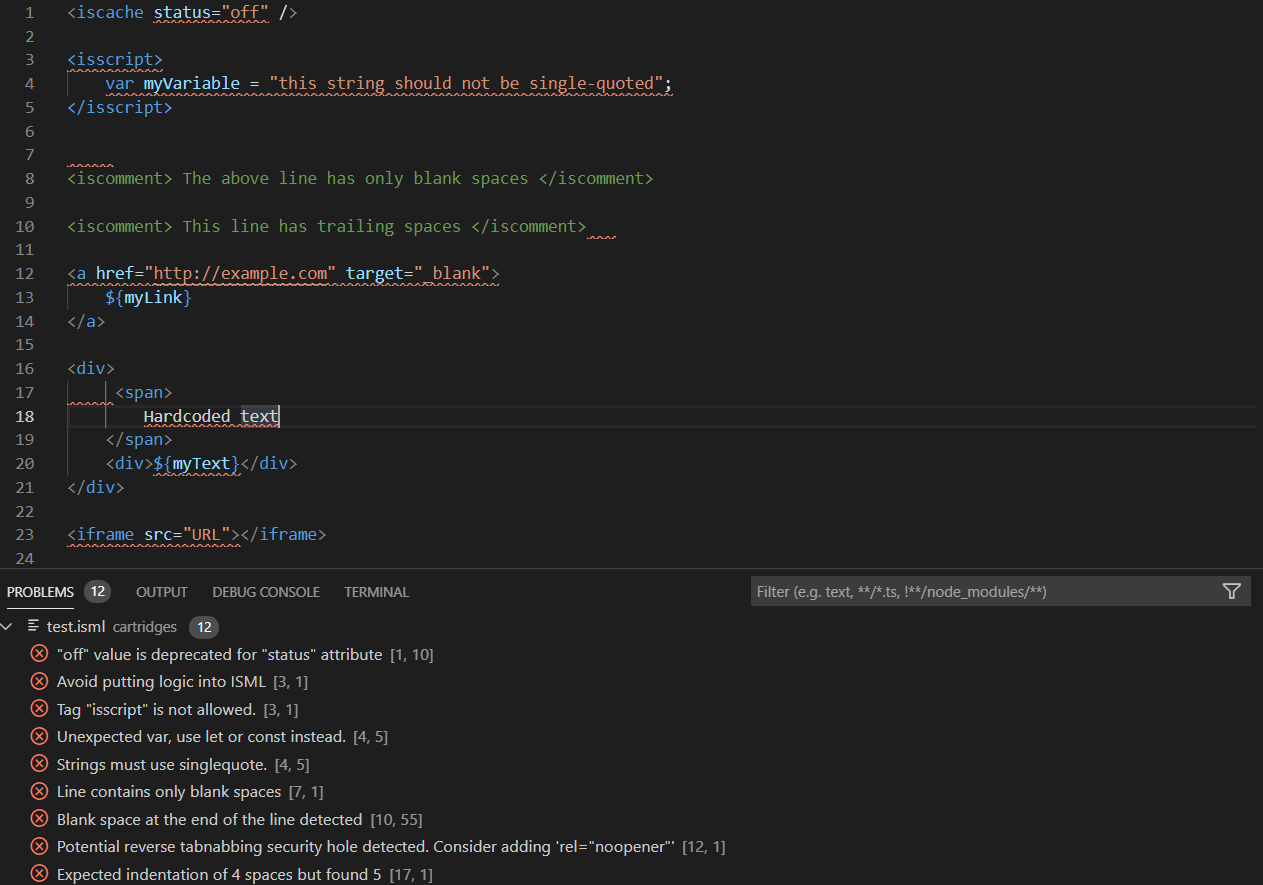 1 <iscache status="off" />
2
3 <isscript>
4 var myVariable = "this string should not be single-quoted";
5 </isscript>
6
7
8 <iscomment> The above line has only blank spaces </iscomment>
9
10 <iscomment> This line has trailing spaces </iscomment>
11
12 <a href="http://example.com" target="_blank">
13 ${myLink}
14 </a>
15
16 <div>
17 <span>
18 Hardcoded text
19 </span>
20 <div>${myText}</div>
21 </div>
22
23 <iframe src="URL"></iframe>
24
PROBLEMS 12 OUTPUT DEBUG CONSOLE TERMINAL Filter (e.g. text, **/*.ts, !**/node_modules/**)
test.isml cartridges 12
"off" value is deprecated for "status" attribute [1, 10]
Avoid putting logic into ISML [3, 1]
Tag "isscript" is not allowed. [3, 1]
Unexpected var, use let or const instead. [4, 5]
Strings must use singlequote. [4, 5]
Line contains only blank spaces [7, 1]
Blank space at the end of the line detected [10, 55]
Potential reverse tabnabbing security hole detected. Consider adding 'rel="noopener"' [12, 1]
Expected indentation of 4 spaces but found 5 [17, 1]